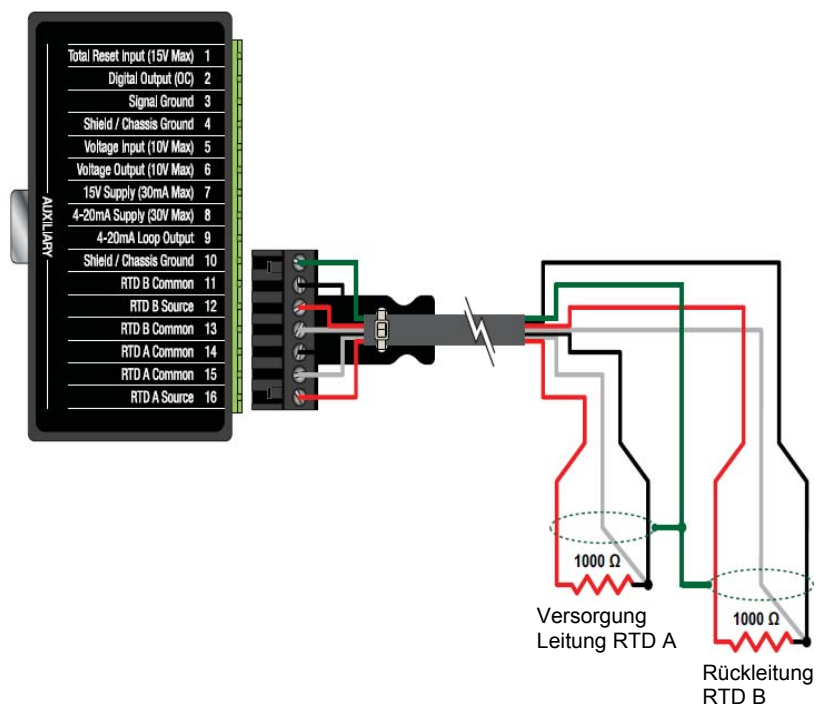 Total Reset Input (15V Max) 1
Digital Output (OC) 2
Signal Ground 3
Shield / Chassis Ground 4
Voltage Input (10V Max) 5
Voltage Output (10V Max) 6
15V Supply (30mA Max) 7
4-20mA Supply (30V Max) 8
4-20mA Loop Output 9
Shield / Chassis Ground 10
RTD B Common 11
RTD B Source 12
RTD B Common 13
RTD A Common 14
RTD A Common 15
RTD A Source 16
AUXILIARY
1000 Ω
Versorgung
Leitung RTD A
1000 Ω
Rückleitung
RTD B